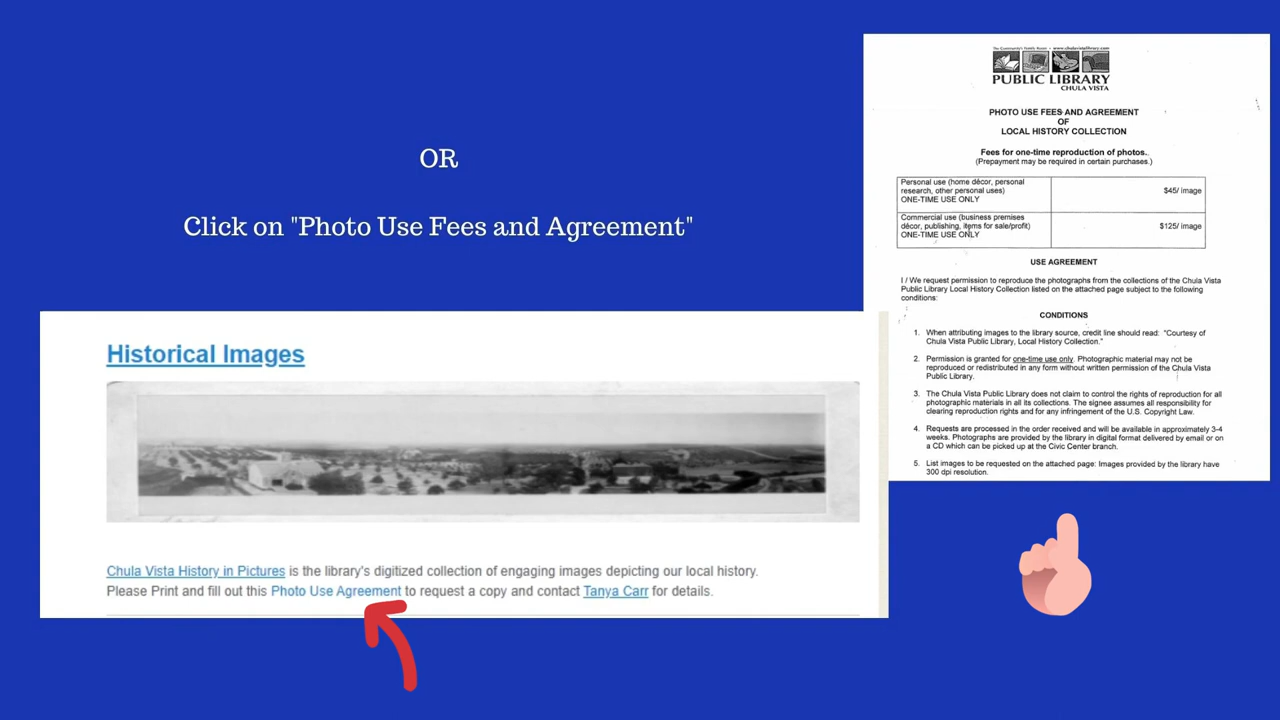 OR
Click on "Photo Use Fees and Agreement"
Historical Images
Chula Vista History in Pictures is the library's digitized collection of engaging images depicting our local history.
Please Print and fill out this Photo Use Agreement to request a copy and contact Tanya Carr for details.
The Community's Family Room • www.chulavistalibrary.com
PUBLIC LIBRARY
CHULA VISTA
PHOTO USE FEES AND AGREEMENT
OF
LOCAL HISTORY COLLECTION
Fees for one-time reproduction of photos.
(Prepayment may be required in certain purchases.)
Personal use (home décor, personal
research, other personal uses)
ONE-TIME USE ONLY
$45/ image
Commercial use (business premises
décor, publishing, items for sale/profit)
ONE-TIME USE ONLY
$125/ image
USE AGREEMENT
I / We request permission to reproduce the photographs from the collections of the Chula Vista
Public Library Local History Collection listed on the attached page subject to the following
conditions:
CONDITIONS
1. When attributing images to the library source, credit line should read: "Courtesy of
Chula Vista Public Library, Local History Collection."
2. Permission is granted for one-time use only. Photographic material may not be
reproduced or redistributed in any form without written permission of the Chula Vista
Public Library.
3. The Chula Vista Public Library does not claim to control the rights of reproduction for all
photographic materials in all its collections. The signee assumes all responsibility for
clearing reproduction rights and for any infringement of the U.S. Copyright Law.
4. Requests are processed in the order received and will be available in approximately 3-4
weeks. Photographs are provided by the library in digital format delivered by email or on
a CD which can be picked up at the Civic Center branch.
5. List images to be requested on the attached page: Images provided by the library have
300 dpi resolution.